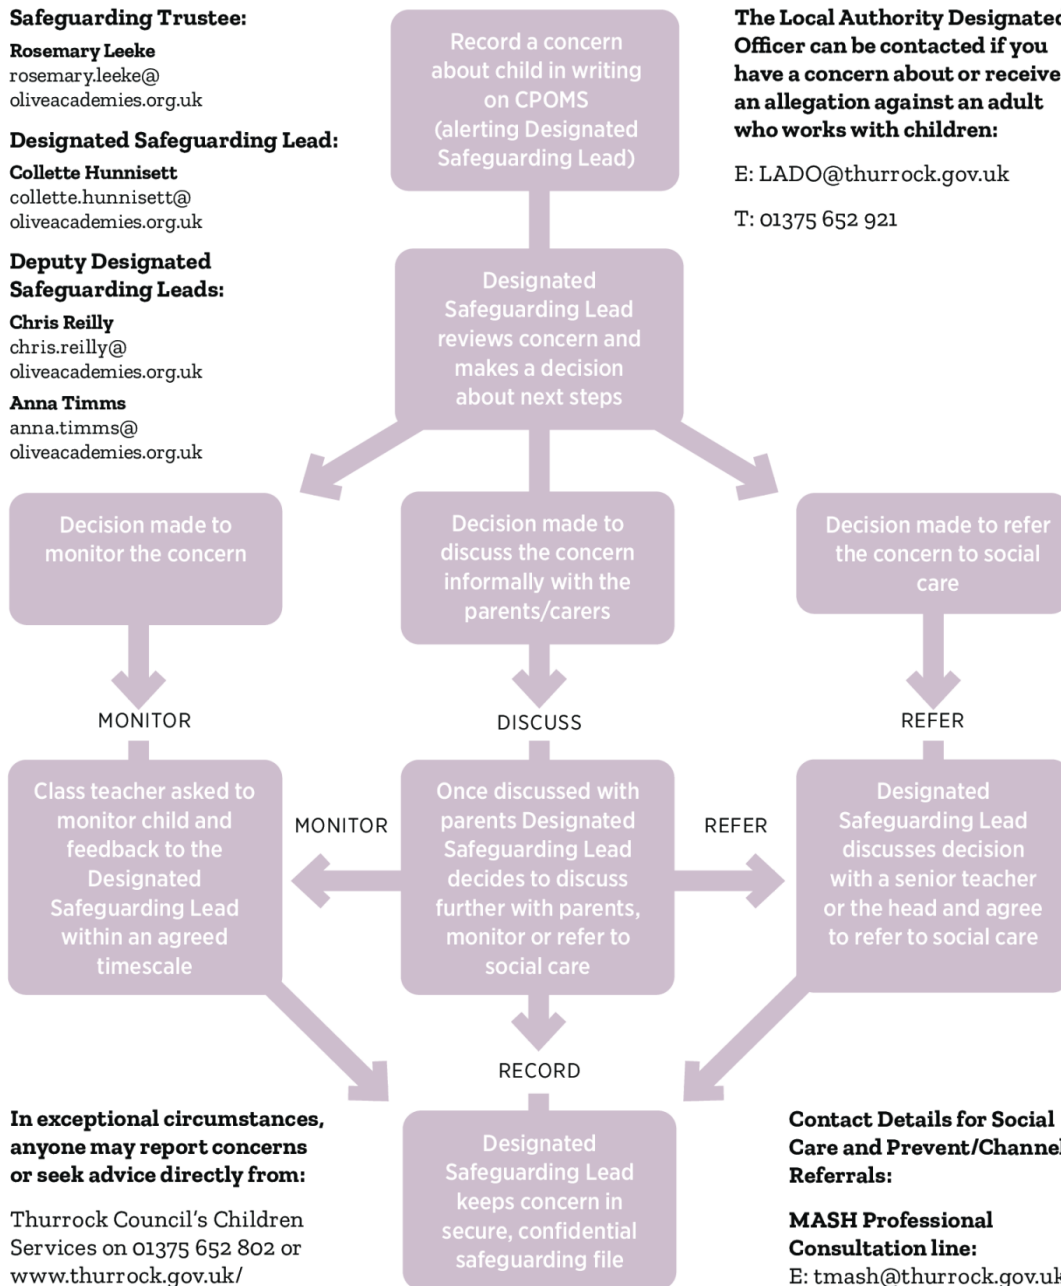 Safeguarding Trustee:
Rosemary Leeke
rosemary.leeke@
oliveacademies.org.uk
Designated Safeguarding Lead:
Collette Hunnisett
collette.hunnisett@
oliveacademies.org.uk
Deputy Designated
Safeguarding Leads:
Chris Reilly
chris.reilly@
oliveacademies.org.uk
Anna Timms
anna.timms@
oliveacademies.org.uk
Record a concern
about child in writing
on CPOMS
(alerting Designated
Safeguarding Lead)
The Local Authority Designated
Officer can be contacted if you
have a concern about or receive
an allegation against an adult
who works with children:
E: LADO@thurrock.gov.uk
T: 01375 652 921
Designated
Safeguarding Lead
reviews concern and
makes a decision
about next steps
Decision made to
monitor the concern
Decision made to
discuss the concern
informally with the
parents/carers
Decision made to refer
the concern to social
care
MONITOR
DISCUSS
REFER
Class teacher asked to
monitor child and
feedback to the
Designated
Safeguarding Lead
within an agreed
timescale
MONITOR
Once discussed with
parents Designated
Safeguarding Lead
decides to discuss
further with parents,
monitor or refer to
social care
REFER
Designated
Safeguarding Lead
discusses decision
with a senior teacher
or the head and agree
to refer to social care
RECORD
In exceptional circumstances,
anyone may report concerns
or seek advice directly from:
Thurrock Council's Children
Services on 01375 652 802 or
www.thurrock.gov.uk/
Designated
Safeguarding Lead
keeps concern in
secure, confidential
safeguarding file
Contact Details for Social
Care and Prevent/Channel
Referrals:
MASH Professional
Consultation line:
E: tmash@thurrock.gov.uk